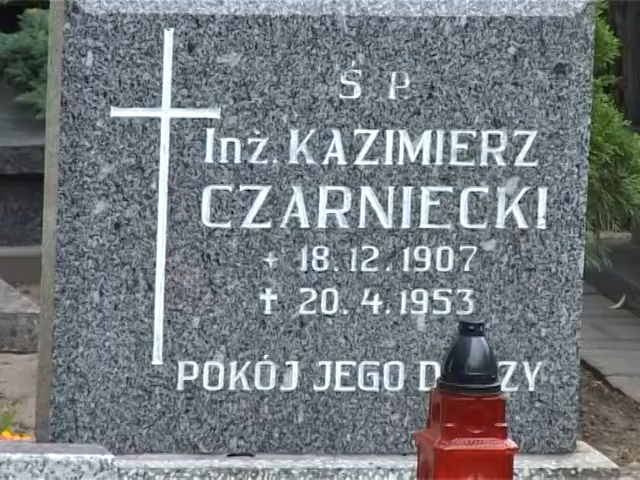 Ś P
Inż. KAZIMIERZ
CZARNIECKI
+ 18. 12. 1907
✝ 20. 4. 1953
POKÓJ JEGO